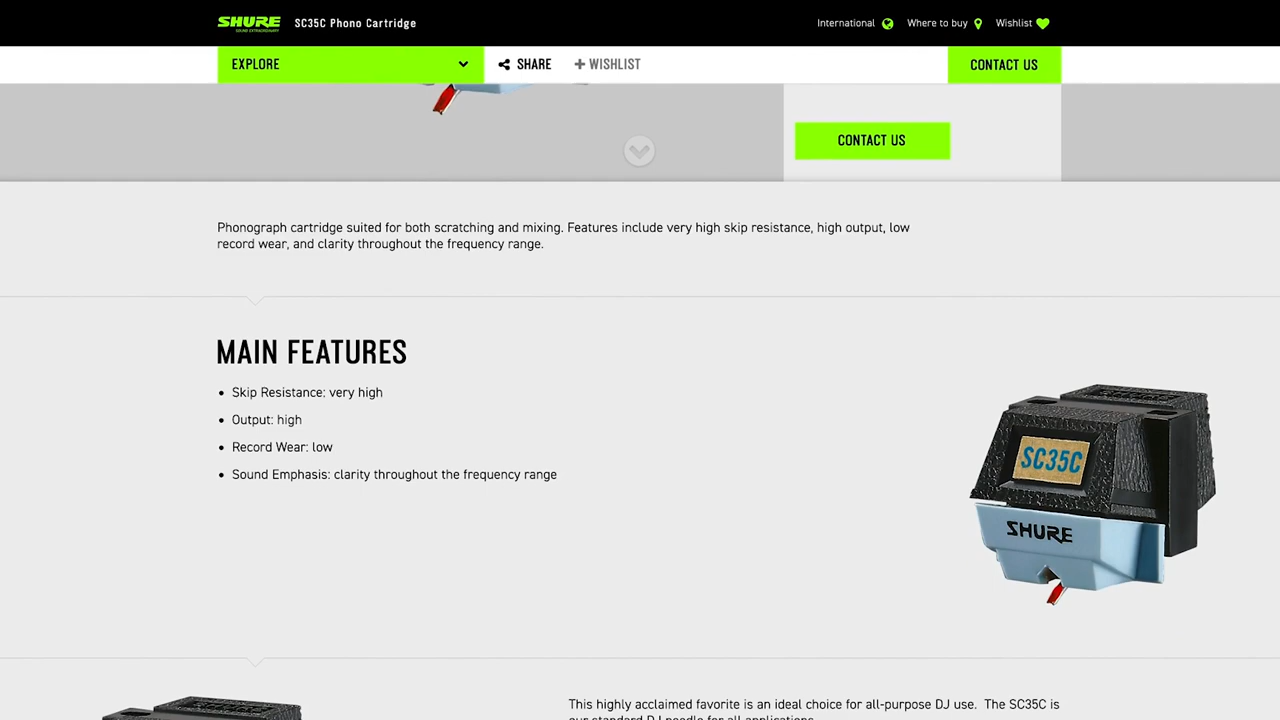 SHURE
SOUND EXTRAORDINARY
SC35C Phono Cartridge
International
Where to buy
Wishlist
EXPLORE
SHARE
WISHLIST
CONTACT US
CONTACT US
Phonograph cartridge suited for both scratching and mixing. Features include very high skip resistance, high output, low
record wear, and clarity throughout the frequency range.
MAIN FEATURES
• Skip Resistance: very high
• Output: high
• Record Wear: low
• Sound Emphasis: clarity throughout the frequency range
SC35C
SHURE
This highly acclaimed favorite is an ideal choice for all-purpose DJ use. The SC35C is
our standard DJ needle for all applications